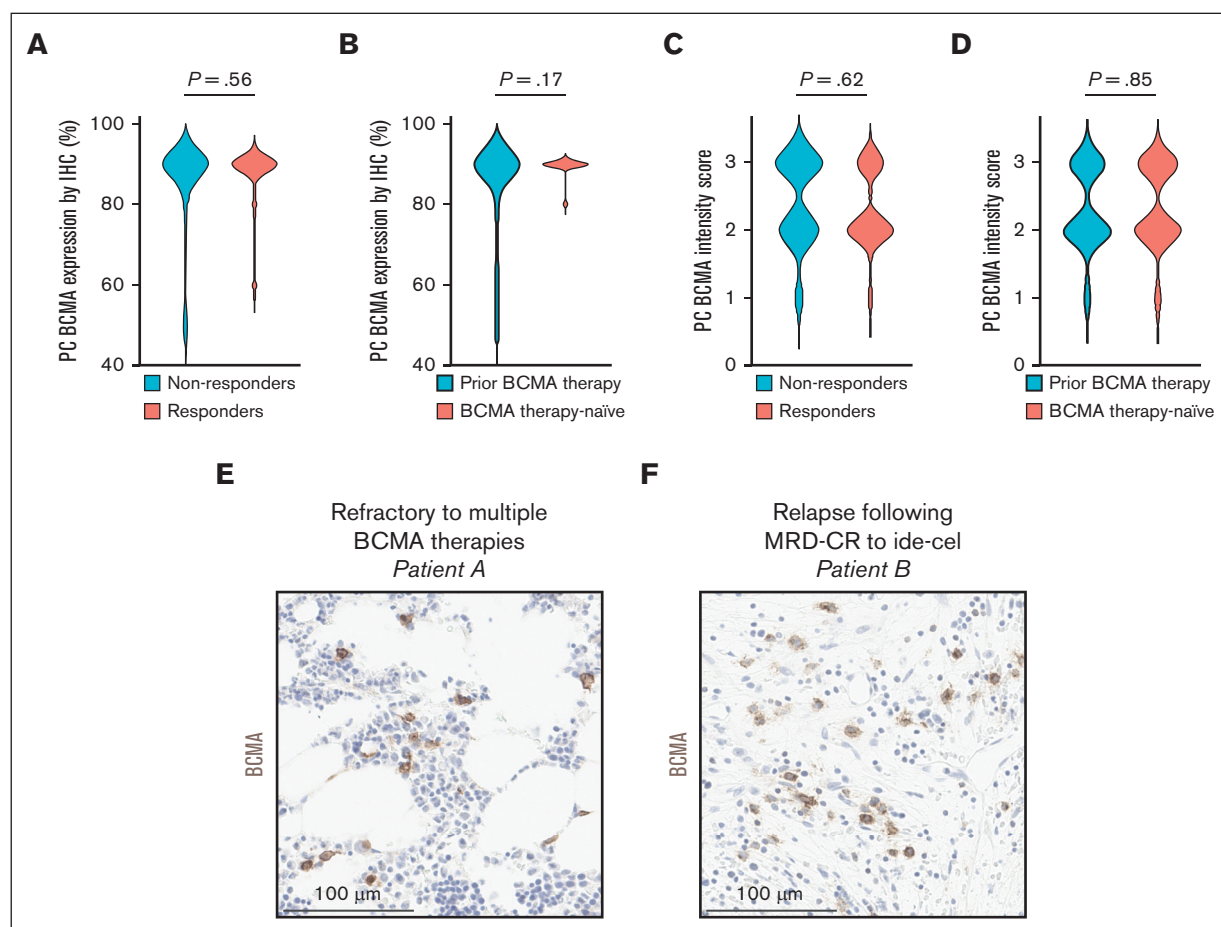 A
P = .56
PC BCMA expression by IHC (%)
100
80
60
40
Non-responders
Responders
B
P = .17
PC BCMA expression by IHC (%)
100
80
60
40
Prior BCMA therapy
BCMA therapy-naïve
C
P = .62
PC BCMA intensity score
3
2
1
0
Non-responders
Responders
D
P = .85
PC BCMA intensity score
3
2
1
0
Prior BCMA therapy
BCMA therapy-naïve
E
Refractory to multiple
BCMA therapies
Patient A
BCMA
100 μm
F
Relapse following
MRD-CR to ide-cel
Patient B
BCMA
100 μm